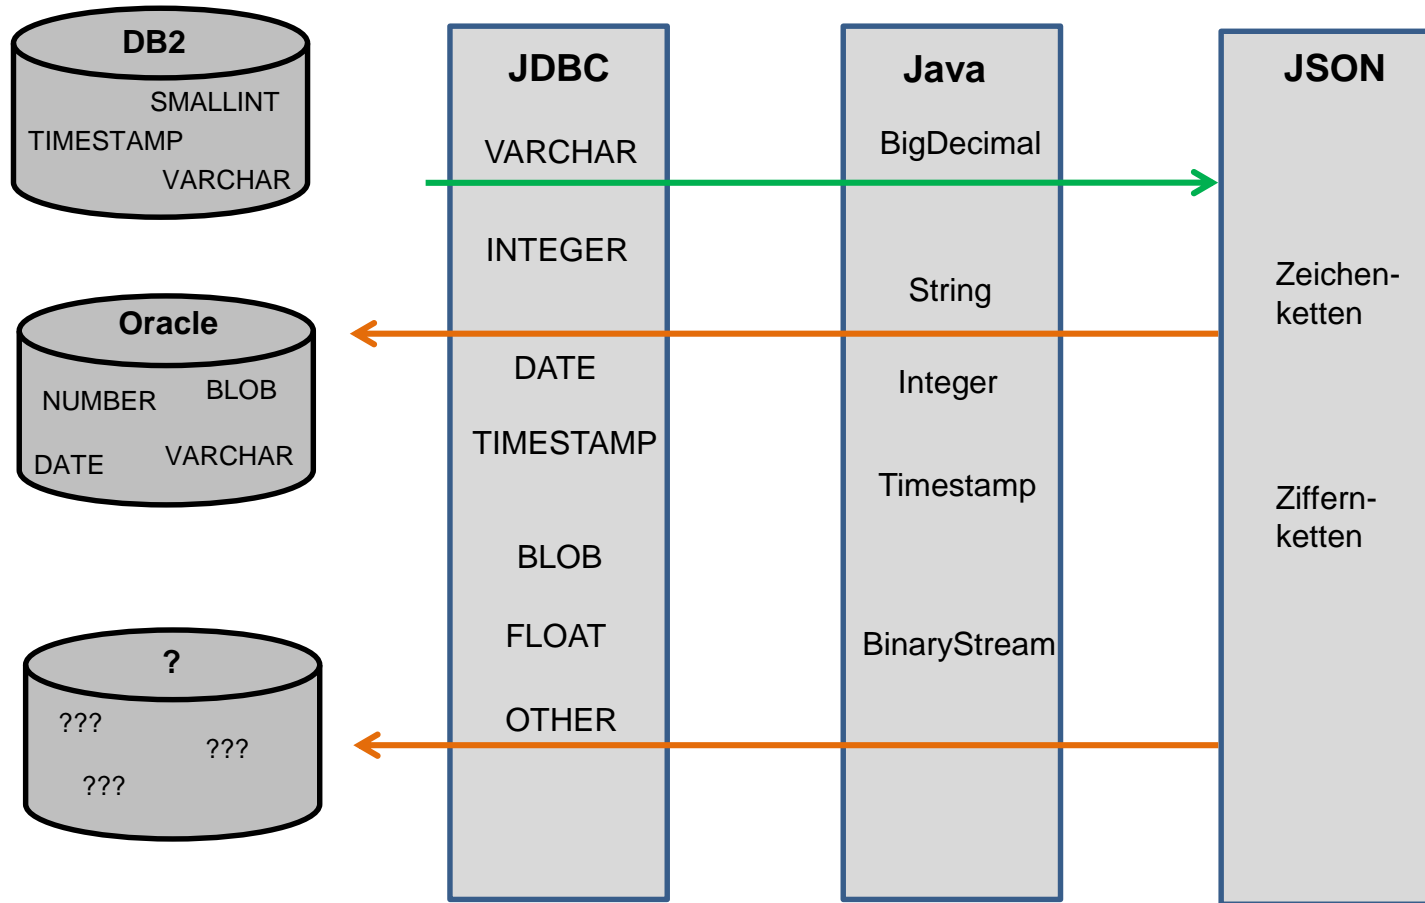 DB2
SMALLINT
TIMESTAMP
VARCHAR
Oracle
NUMBER
BLOB
DATE
VARCHAR
?
???
???
???
JDBC
VARCHAR
INTEGER
DATE
TIMESTAMP
BLOB
FLOAT
OTHER
Java
BigDecimal
String
Integer
Timestamp
BinaryStream
JSON
Zeichen-
ketten
Ziffern-
ketten